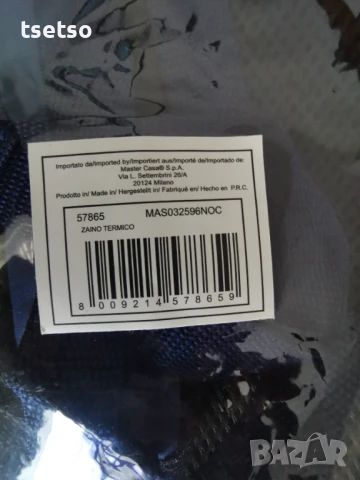 tsetso
Importato da/Imported by/Importiert aus/Importé de/Importado de:
Master Casa® S.p.A.
Via L. Settembrini 26/A
20124 Milano
Prodotto in/ Made in/ Hergestellt in/ Fabriqué en/ Hecho en P.R.C.
57865 MAS032596NOC
ZAINO TERMICO
8 009214 578659
BAZAR